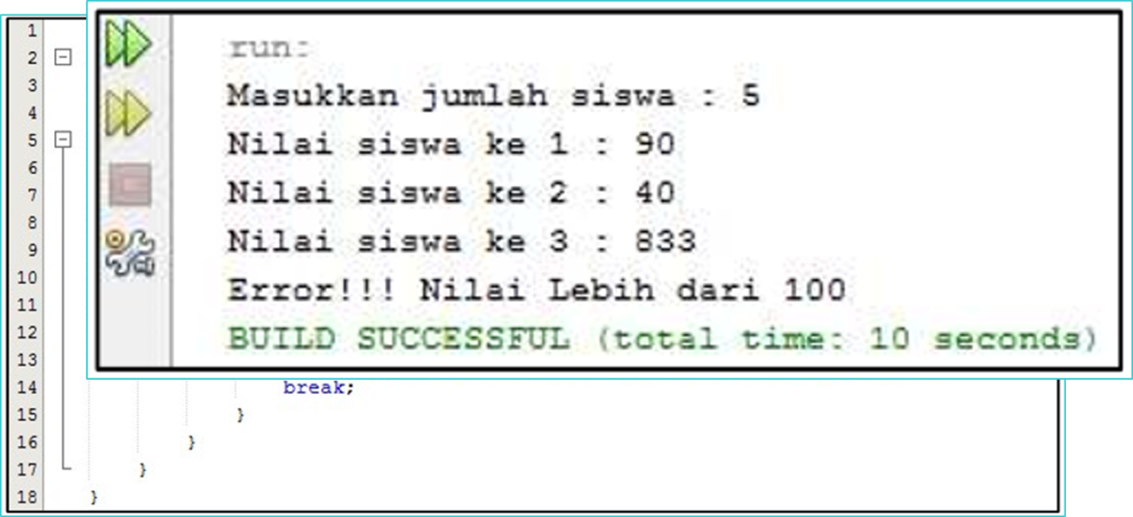 run:
Masukkan jumlah siswa : 5
Nilai siswa ke 1 : 90
Nilai siswa ke 2 : 40
Nilai siswa ke 3 : 833
Error!!! Nilai Lebih dari 100
BUILD SUCCESSFUL (total time: 10 seconds)
1
2
3
4
5
6
7
8
9
10
11
12
13
14 break;
15 }
16 }
17 }
18 }